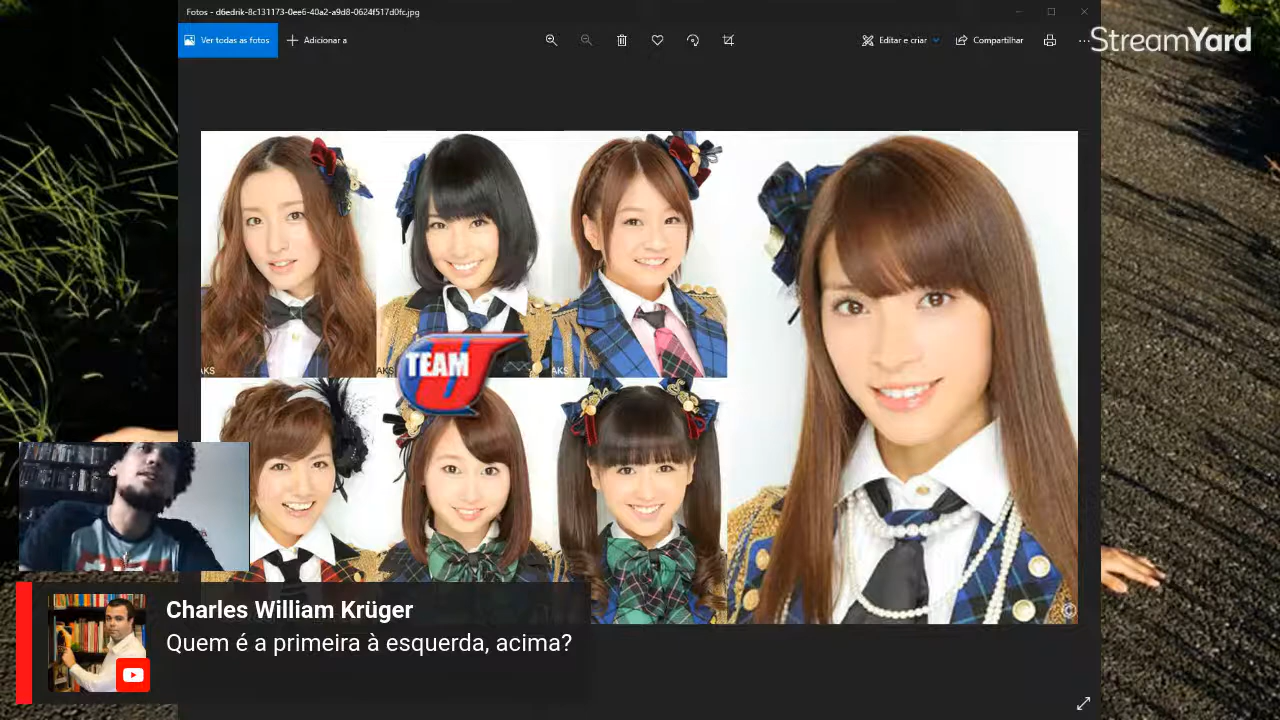 Fotos - d6edrik-8c131173-0ee6-40a2-a9d8-0624f517d0fc.jpg
Ver todas as fotos
Adicionar a
Editar e criar
Compartilhar
StreamYard
AKS
AKS
AKS
TEAM
©
Charles William Krüger
Quem é a primeira à esquerda, acima?